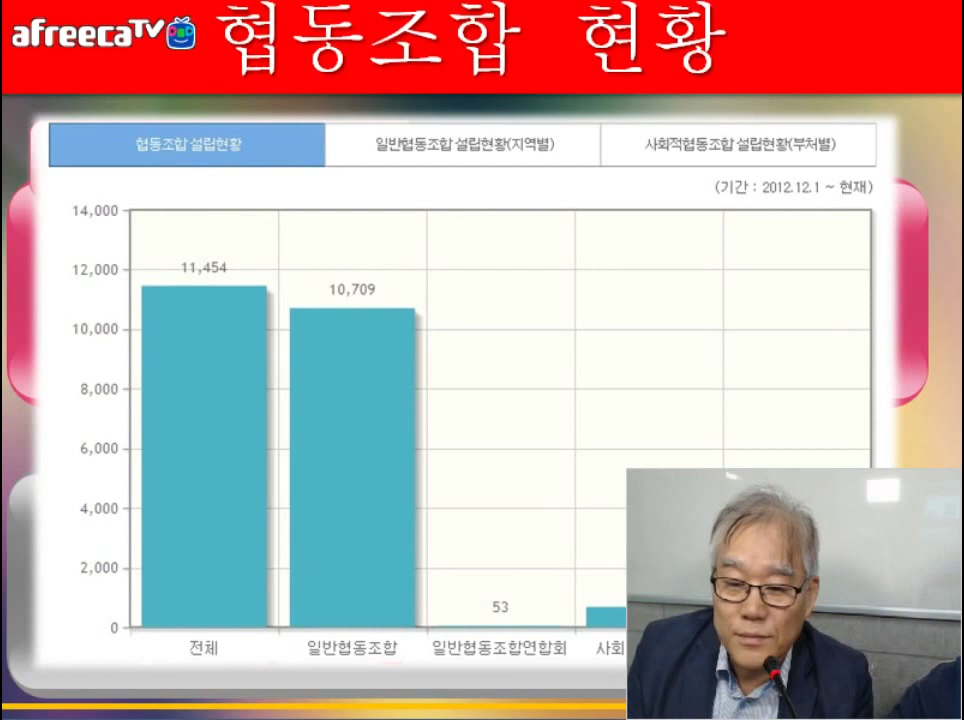 afreecaTV 협동조합 현황
협동조합 설립현황 일반협동조합 설립현황(지역별) 사회적협동조합 설립현황(부처별)
(기간 : 2012.12.1 ~ 현재)
14,000
12,000
11,454
10,709
10,000
8,000
6,000
4,000
2,000
53
0
전체 일반협동조합 일반협동조합연합회 사회